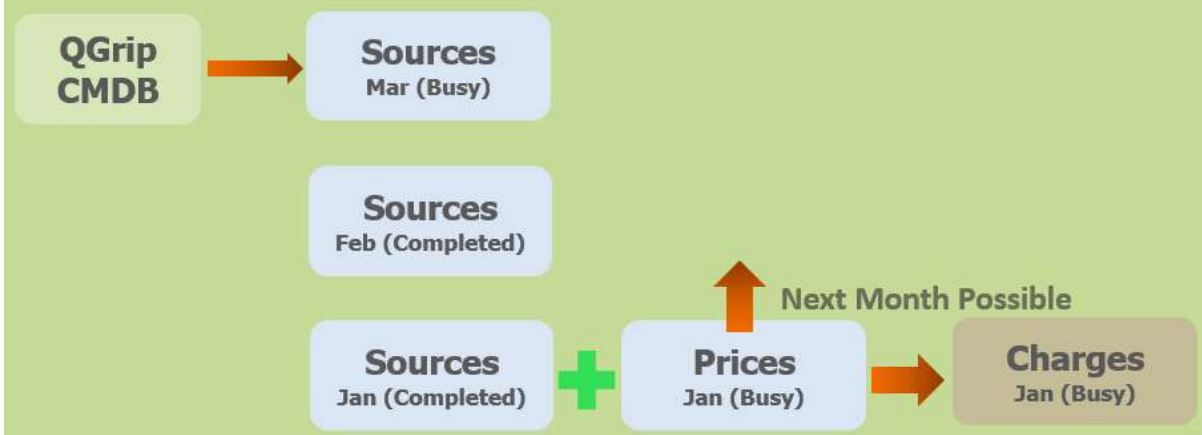 QGrip
CMDB
Sources
Mar (Busy)
Sources
Feb (Completed)
Next Month Possible
Sources
Jan (Completed)
Prices
Jan (Busy)
Charges
Jan (Busy)